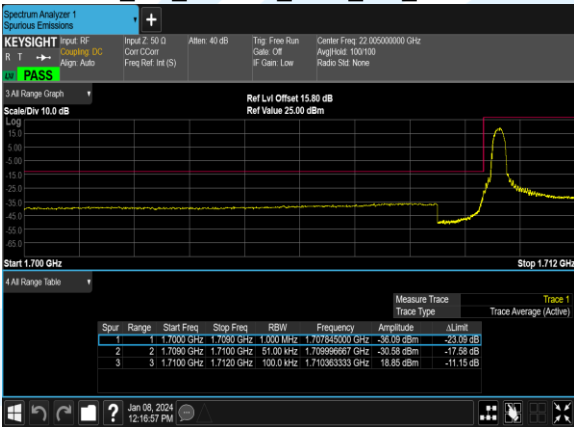 Spectrum Analyzer 1
Spurious Emissions
+
KEYSIGHT Input: RF
R T Coupling: DC
Align: Auto
LXI PASS
Input Z: 50 Ω
Corr CCorr
Freq Ref: Int (S)
Atten: 40 dB
Trig: Free Run
Gate: Off
IF Gain: Low
Center Freq: 22.005000000 GHz
Avg|Hold: 100/100
Radio Std: None
3 All Range Graph
Ref Lvl Offset 15.80 dB
Scale/Div 10.0 dB
Ref Value 25.00 dBm
Log
15.0
5.00
-5.00
-15.0
-25.0
-35.0
-45.0
-55.0
-65.0
Start 1.700 GHz
Stop 1.712 GHz
4 All Range Table
Measure Trace Trace 1
Trace Type Trace Average (Active)
Spur Range Start Freq Stop Freq RBW Frequency Amplitude ΔLimit
1 1 1.7000 GHz 1.7090 GHz 1.000 MHz 1.707845000 GHz -36.09 dBm -23.09 dB
2 2 1.7090 GHz 1.7100 GHz 51.00 kHz 1.709996667 GHz -30.58 dBm -17.58 dB
3 3 1.7100 GHz 1.7120 GHz 100.0 kHz 1.710363333 GHz 18.85 dBm -11.15 dB
?
Jan 08, 2024
12:16:57 PM